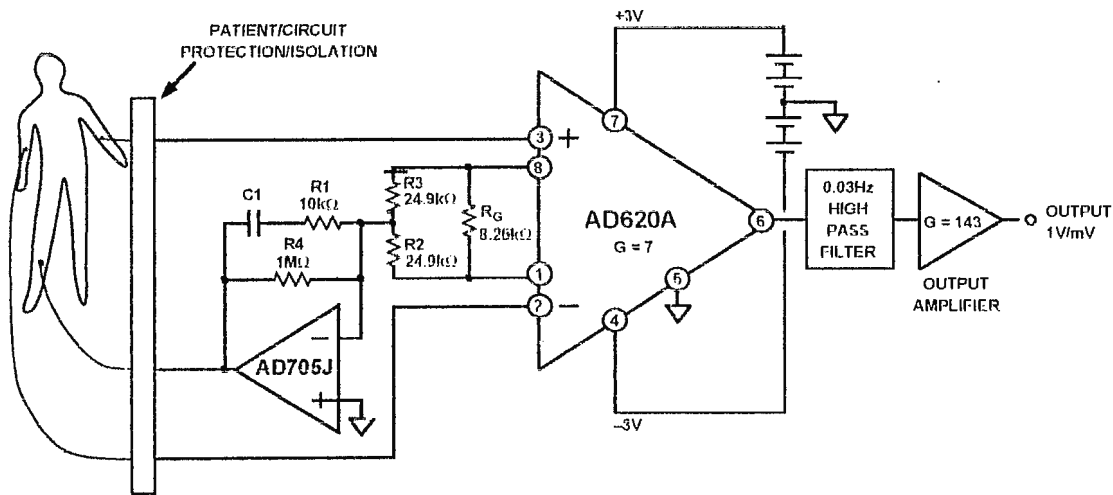 PATIENT/CIRCUIT
PROTECTION/ISOLATION
+3V
3
+
7
8
C1
R1
10kΩ
R3
24.9kΩ
R4
1MΩ
RG
8.26kΩ
R2
24.9kΩ
AD620A
G = 7
6
0.03Hz
HIGH
PASS
FILTER
G = 143
OUTPUT
1V/mV
1
5
OUTPUT
AMPLIFIER
2
–
4
–
AD705J
+
–3V